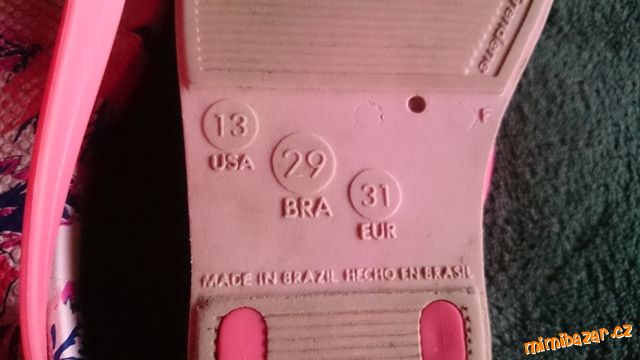 13
USA
29
BRA
31
EUR
F
MADE IN BRAZIL HECHO EN BRASIL
mimibazar.cz